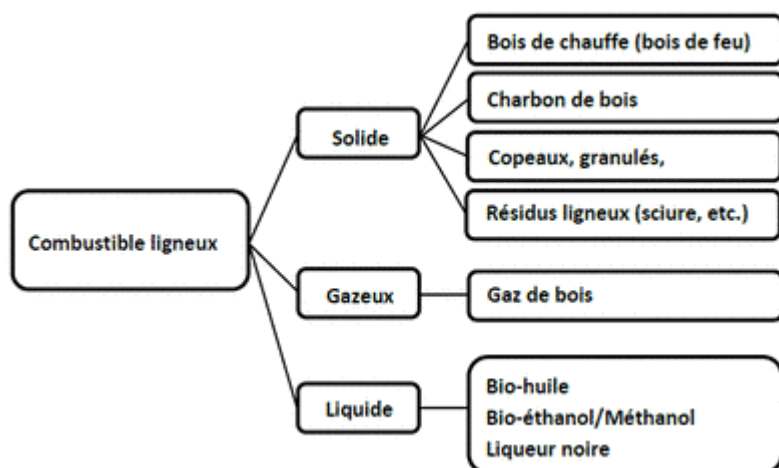 Combustible ligneux
Solide
Bois de chauffe (bois de feu)
Charbon de bois
Copeaux, granulés,
Résidus ligneux (sciure, etc.)
Gazeux
Gaz de bois
Liquide
Bio-huile
Bio-éthanol/Méthanol
Liqueur noire